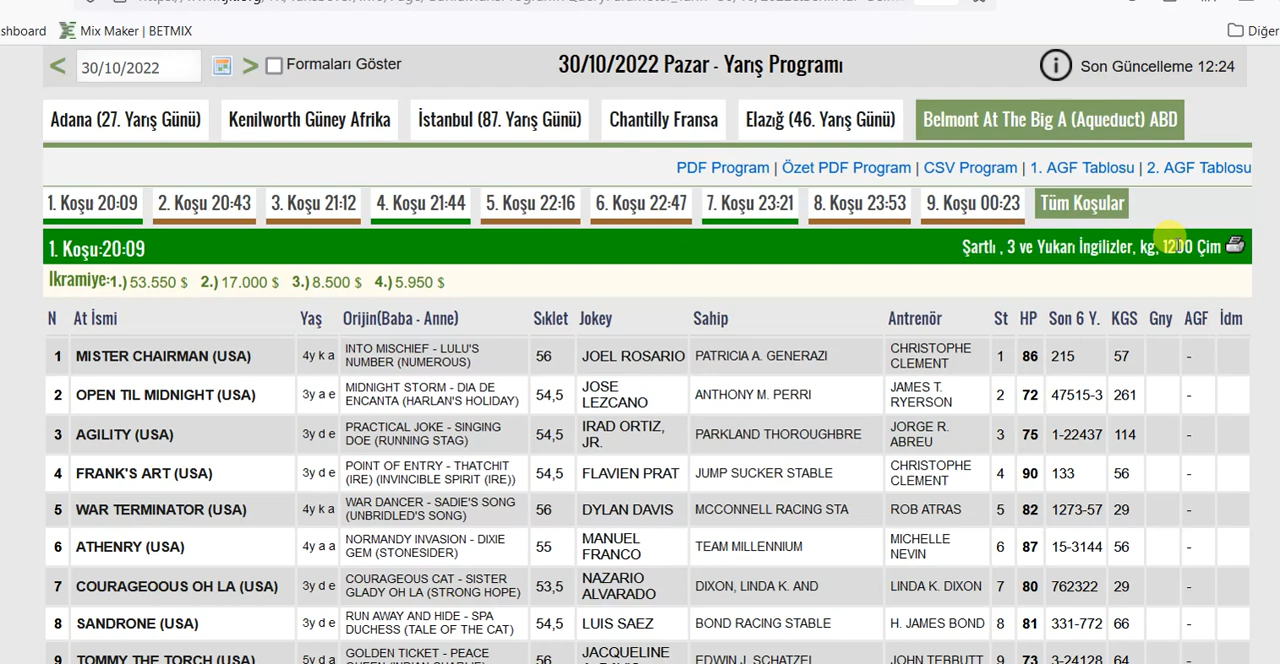 shboard Mix Maker | BETMIX Diğer
< 30/10/2022 > Formaları Göster 30/10/2022 Pazar - Yarış Programı Son Güncelleme 12:24
Adana (27. Yarış Günü) Kenilworth Güney Afrika İstanbul (87. Yarış Günü) Chantilly Fransa Elazığ (46. Yarış Günü) Belmont At The Big A (Aqueduct) ABD
PDF Program | Özet PDF Program | CSV Program | 1. AGF Tablosu | 2. AGF Tablosu
1. Koşu 20:09 2. Koşu 20:43 3. Koşu 21:12 4. Koşu 21:44 5. Koşu 22:16 6. Koşu 22:47 7. Koşu 23:21 8. Koşu 23:53 9. Koşu 00:23 Tüm Koşular
1. Koşu:20:09 Şartlı , 3 ve Yukarı İngilizler, kg, 1200 Çim
Ikramiye:1.) 53.550 $ 2.) 17.000 $ 3.) 8.500 $ 4.) 5.950 $
N At İsmi Yaş Orijin(Baba - Anne) Sıklet Jokey Sahip Antrenör St HP Son 6 Y. KGS Gny AGF İdm
1 MISTER CHAIRMAN (USA) 4y k a INTO MISCHIEF - LULU'S NUMBER (NUMEROUS) 56 JOEL ROSARIO PATRICIA A. GENERAZI CHRISTOPHE CLEMENT 1 86 215 57 -
2 OPEN TIL MIDNIGHT (USA) 3y a e MIDNIGHT STORM - DIA DE ENCANTA (HARLAN'S HOLIDAY) 54,5 JOSE LEZCANO ANTHONY M. PERRI JAMES T. RYERSON 2 72 47515-3 261 -
3 AGILITY (USA) 3y d e PRACTICAL JOKE - SINGING DOE (RUNNING STAG) 54,5 IRAD ORTIZ, JR. PARKLAND THOROUGHBRE JORGE R. ABREU 3 75 1-22437 114 -
4 FRANK'S ART (USA) 3y d e POINT OF ENTRY - THATCHIT (IRE) (INVINCIBLE SPIRIT (IRE)) 54,5 FLAVIEN PRAT JUMP SUCKER STABLE CHRISTOPHE CLEMENT 4 90 133 56 -
5 WAR TERMINATOR (USA) 4y k a WAR DANCER - SADIE'S SONG (UNBRIDLED'S SONG) 56 DYLAN DAVIS MCCONNELL RACING STA ROB ATRAS 5 82 1273-57 29 -
6 ATHENRY (USA) 4y a a NORMANDY INVASION - DIXIE GEM (STONESIDER) 55 MANUEL FRANCO TEAM MILLENNIUM MICHELLE NEVIN 6 87 15-3144 56 -
7 COURAGEOOUS OH LA (USA) 3y d e COURAGEOUS CAT - SISTER GLADY OH LA (STRONG HOPE) 53,5 NAZARIO ALVARADO DIXON, LINDA K. AND LINDA K. DIXON 7 80 762322 29 -
8 SANDRONE (USA) 3y d e RUN AWAY AND HIDE - SPA DUCHESS (TALE OF THE CAT) 54,5 LUIS SAEZ BOND RACING STABLE H. JAMES BOND 8 81 331-772 66 -
9 TOMMY THE TORCH (USA) 5y d a GOLDEN TICKET - PEACE 56 JACQUELINE EDWIN J. SCHATZEL JOHN TEBBUTT 9 73 3-24128 64 -